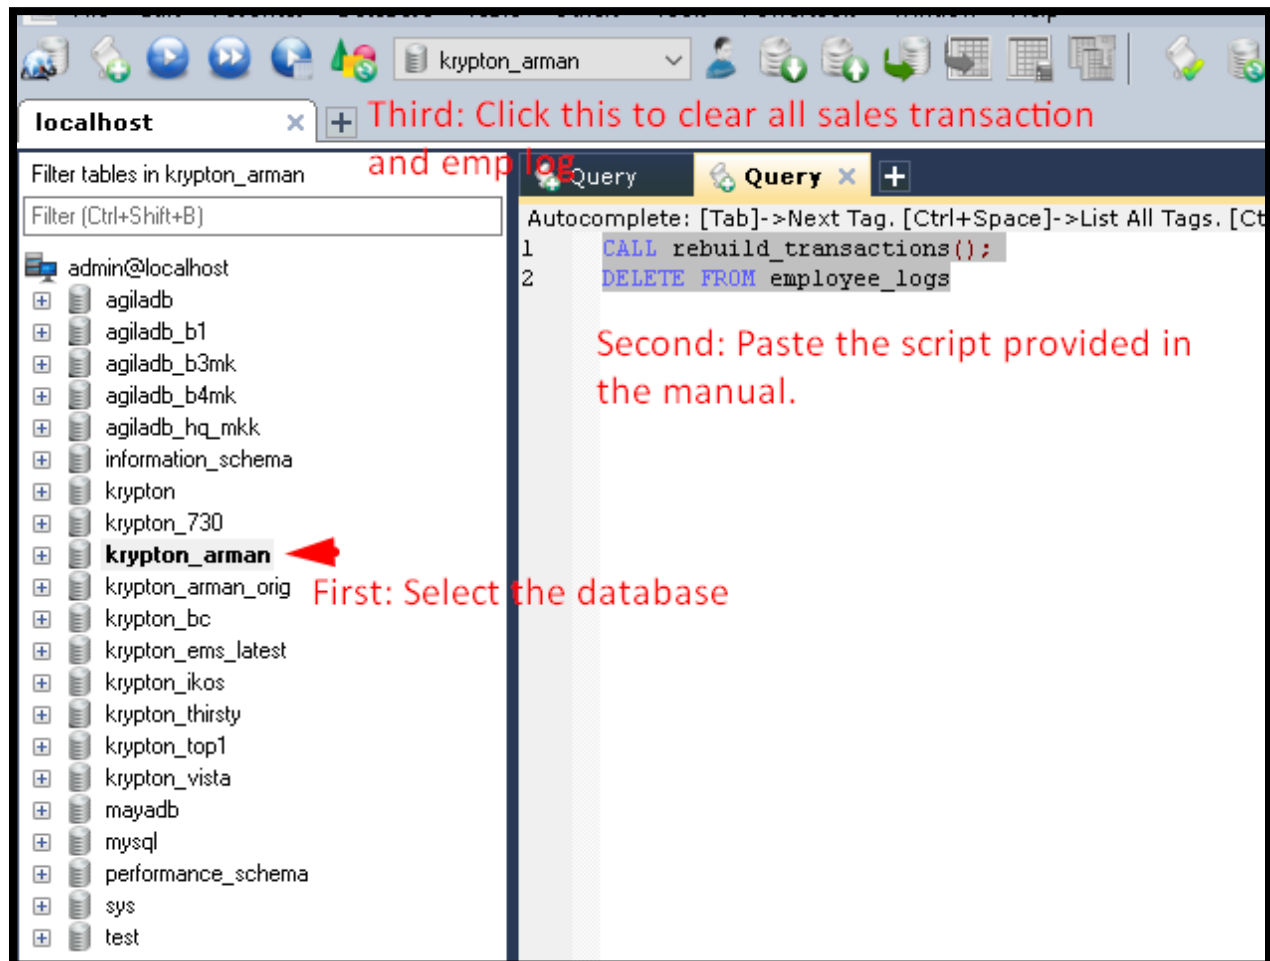 krypton_arman
localhost
Third: Click this to clear all sales transaction
and emp log
Filter tables in krypton_arman
Filter (Ctrl+Shift+B)
admin@localhost
agiladb
agiladb_b1
agiladb_b3mk
agiladb_b4mk
agiladb_hq_mkk
information_schema
krypton
krypton_730
krypton_arman
krypton_arman_orig
First: Select the database
krypton_bc
krypton_ems_latest
krypton_ikos
krypton_thirsty
krypton_top1
krypton_vista
mayadb
mysql
performance_schema
sys
test
Query
Query
Autocomplete: [Tab]->Next Tag. [Ctrl+Space]->List All Tags. [Ct
1 CALL rebuild_transactions();
2 DELETE FROM employee_logs
Second: Paste the script provided in
the manual.